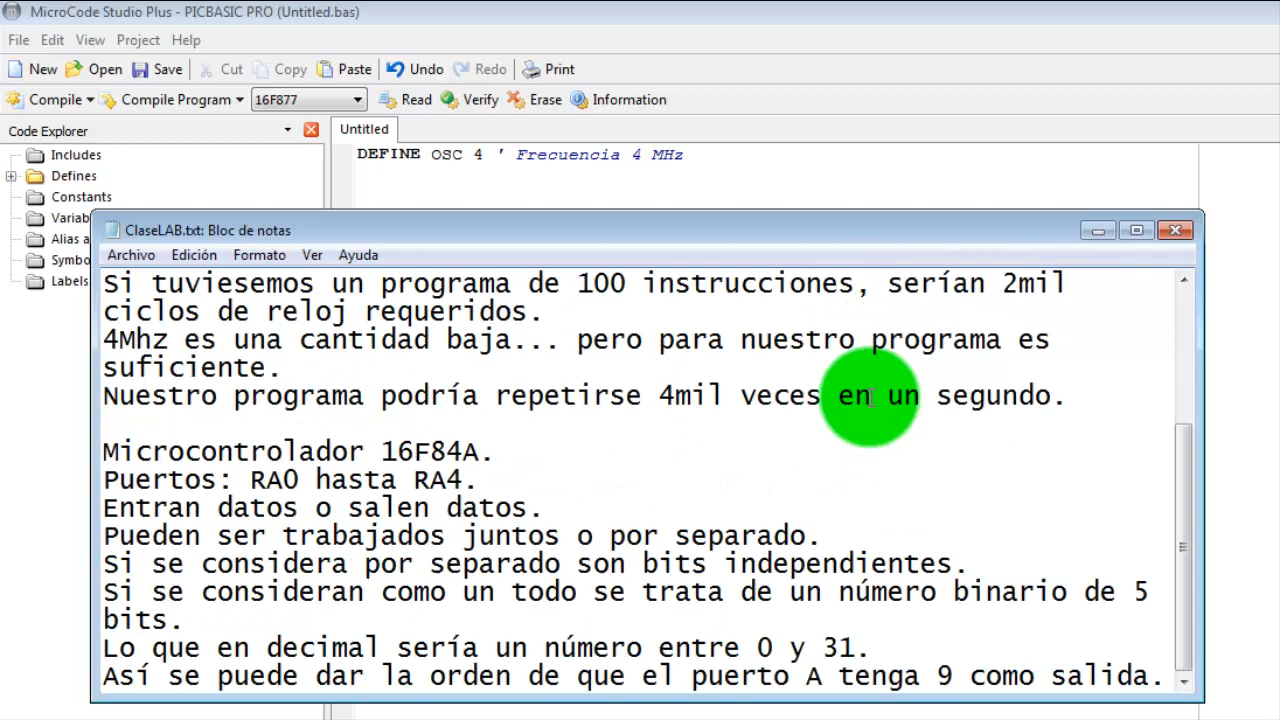 MicroCode Studio Plus - PICBASIC PRO (Untitled.bas)
File Edit View Project Help
New Open Save Cut Copy Paste Undo Redo Print
Compile Compile Program 16F877 Read Verify Erase Information
Code Explorer
Untitled
Includes
Defines
Constants
Variab
Alias a
Symbo
Labels
DEFINE OSC 4 ' Frecuencia 4 MHz
ClaseLAB.txt: Bloc de notas
Archivo Edición Formato Ver Ayuda
Si tuviesemos un programa de 100 instrucciones, serían 2mil
ciclos de reloj requeridos.
4Mhz es una cantidad baja... pero para nuestro programa es
suficiente.
Nuestro programa podría repetirse 4mil veces en un segundo.
Microcontrolador 16F84A.
Puertos: RA0 hasta RA4.
Entran datos o salen datos.
Pueden ser trabajados juntos o por separado.
Si se considera por separado son bits independientes.
Si se consideran como un todo se trata de un número binario de 5
bits.
Lo que en decimal sería un número entre 0 y 31.
Así se puede dar la orden de que el puerto A tenga 9 como salida.